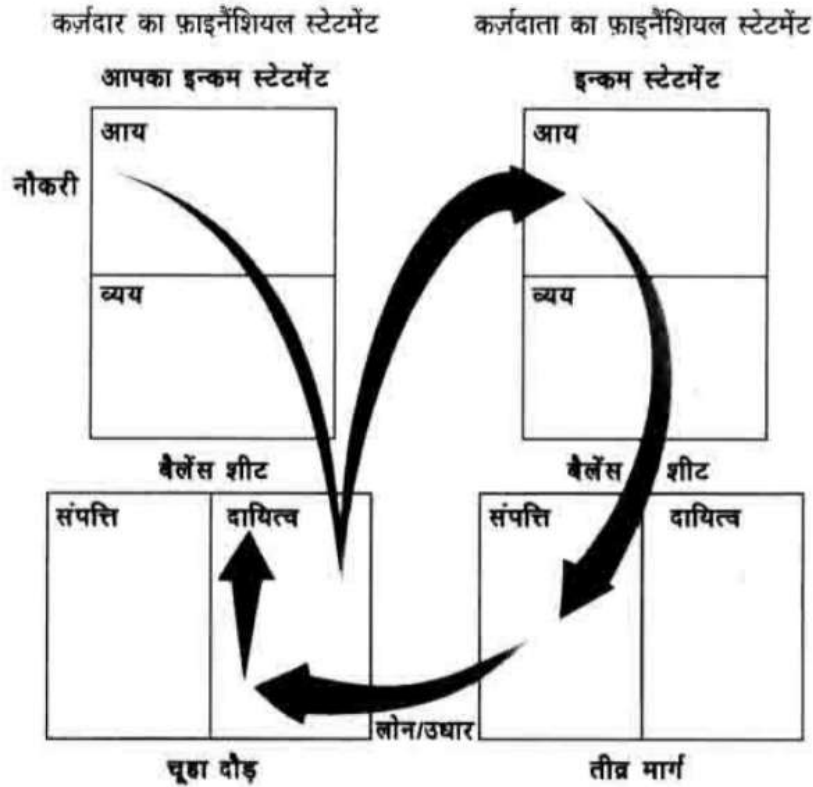 कर्ज़दार का फ़ाइनैंशियल स्टेटमेंट
आपका इन्कम स्टेटमेंट
आय
नौकरी
व्यय
बैलेंस शीट
संपत्ति
दायित्व
चूहा दौड़
कर्ज़दाता का फ़ाइनैंशियल स्टेटमेंट
इन्कम स्टेटमेंट
आय
व्यय
बैलेंस शीट
संपत्ति
दायित्व
लोन/उधार
तीव्र मार्ग